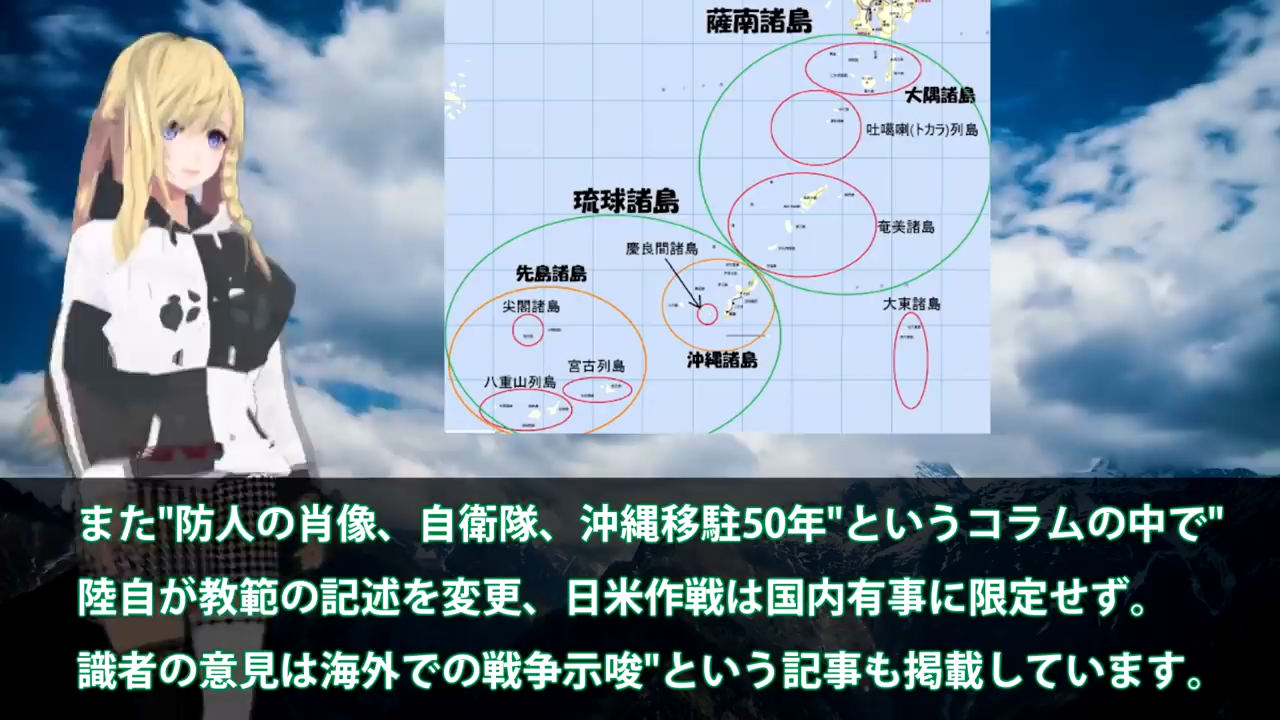 薩南諸島
大隅諸島
吐噶喇(トカラ)列島
琉球諸島
奄美諸島
慶良間諸島
先島諸島
尖閣諸島
大東諸島
沖縄諸島
宮古列島
八重山列島
また"防人の肖像、自衛隊、沖縄移駐50年"というコラムの中で"
陸自が教範の記述を変更、日米作戦は国内有事に限定せず。
識者の意見は海外での戦争示唆"という記事も掲載しています。